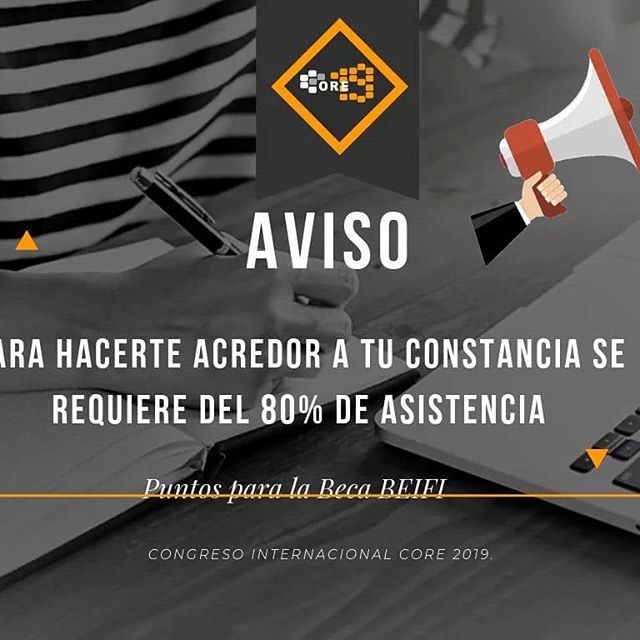 CORE
AVISO
ARA HACERTE ACREDOR A TU CONSTANCIA SE
REQUIERE DEL 80% DE ASISTENCIA
Puntos para la Beca BEIFI
CONGRESO INTERNACIONAL CORE 2019.